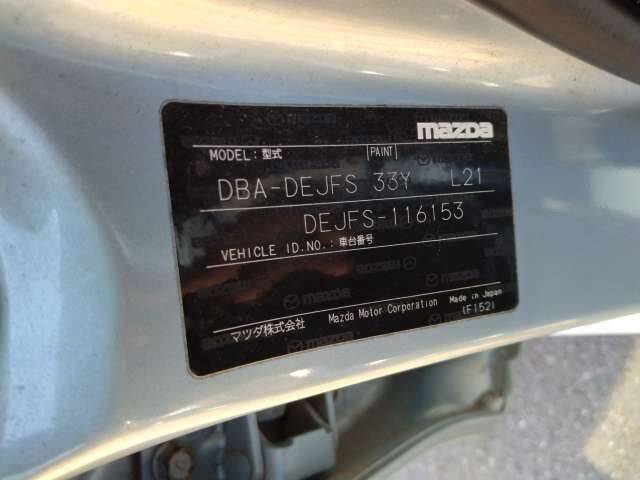 mazda
MODEL: 型式 PAINT
DBA-DEJFS 33Y L21
DEJFS-116153
VEHICLE ID.NO.: 車台番号
mazda
マツダ株式会社 Mazda Motor Corporation Made in Japan
(F152)